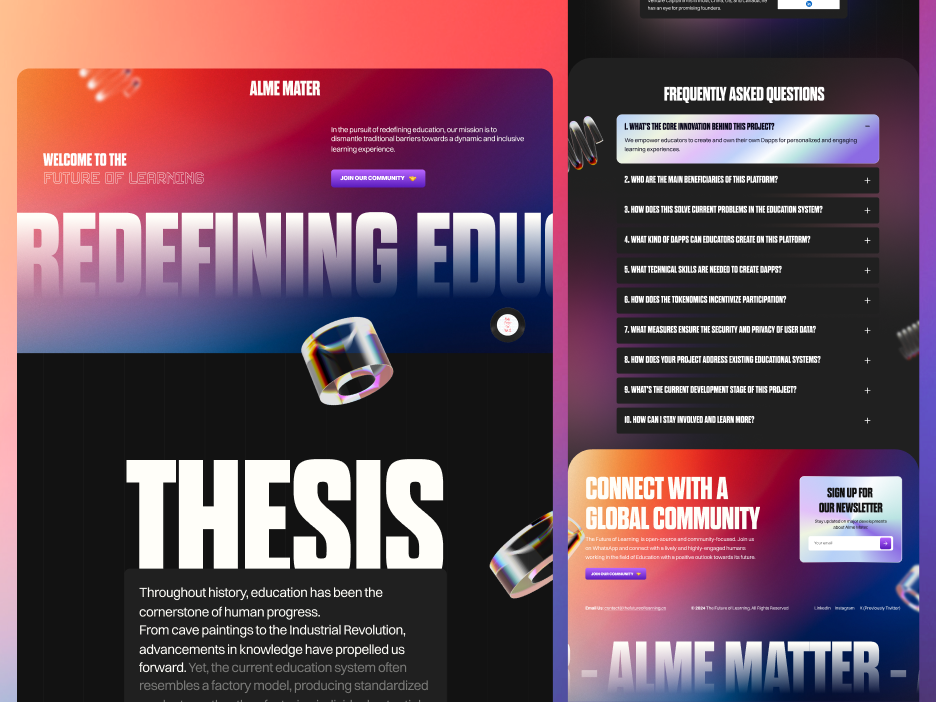 ALME MATER
In the pursuit of redefining education, our mission is to
dismantle traditional barriers towards a dynamic and inclusive
learning experience.
WELCOME TO THE
FUTURE OF LEARNING
JOIN OUR COMMUNITY
REDEFINING EDU
THESIS
Throughout history, education has been the
cornerstone of human progress.
From cave paintings to the Industrial Revolution,
advancements in knowledge have propelled us
forward. Yet, the current education system often
resembles a factory model, producing standardized
has an eye for promising founders.
FREQUENTLY ASKED QUESTIONS
1. WHAT'S THE CORE INNOVATION BEHIND THIS PROJECT?
We empower educators to create and own their own Dapps for personalized and engaging
learning experiences.
2. WHO ARE THE MAIN BENEFICIARIES OF THIS PLATFORM?
3. HOW DOES THIS SOLVE CURRENT PROBLEMS IN THE EDUCATION SYSTEM?
4. WHAT KIND OF DAPPS CAN EDUCATORS CREATE ON THIS PLATFORM?
5. WHAT TECHNICAL SKILLS ARE NEEDED TO CREATE DAPPS?
6. HOW DOES THE TOKENOMICS INCENTIVIZE PARTICIPATION?
7. WHAT MEASURES ENSURE THE SECURITY AND PRIVACY OF USER DATA?
8. HOW DOES YOUR PROJECT ADDRESS EXISTING EDUCATIONAL SYSTEMS?
9. WHAT'S THE CURRENT DEVELOPMENT STAGE OF THIS PROJECT?
10. HOW CAN I STAY INVOLVED AND LEARN MORE?
CONNECT WITH A
GLOBAL COMMUNITY
The Future of Learning, is open-source and community-focused. Join us
on WhatsApp and connect with a lively and highly-engaged humans
working in the field of Education with a positive outlook towards its future.
JOIN OUR COMMUNITY
SIGN UP FOR
OUR NEWSLETTER
Stay updated on major developments
about Alme Mater.
Your email
Email Us:
© 2024 The Future of Learning, All Rights Reserved
LinkedIn Instagram X (Previously Twitter)
– ALME MATTER –